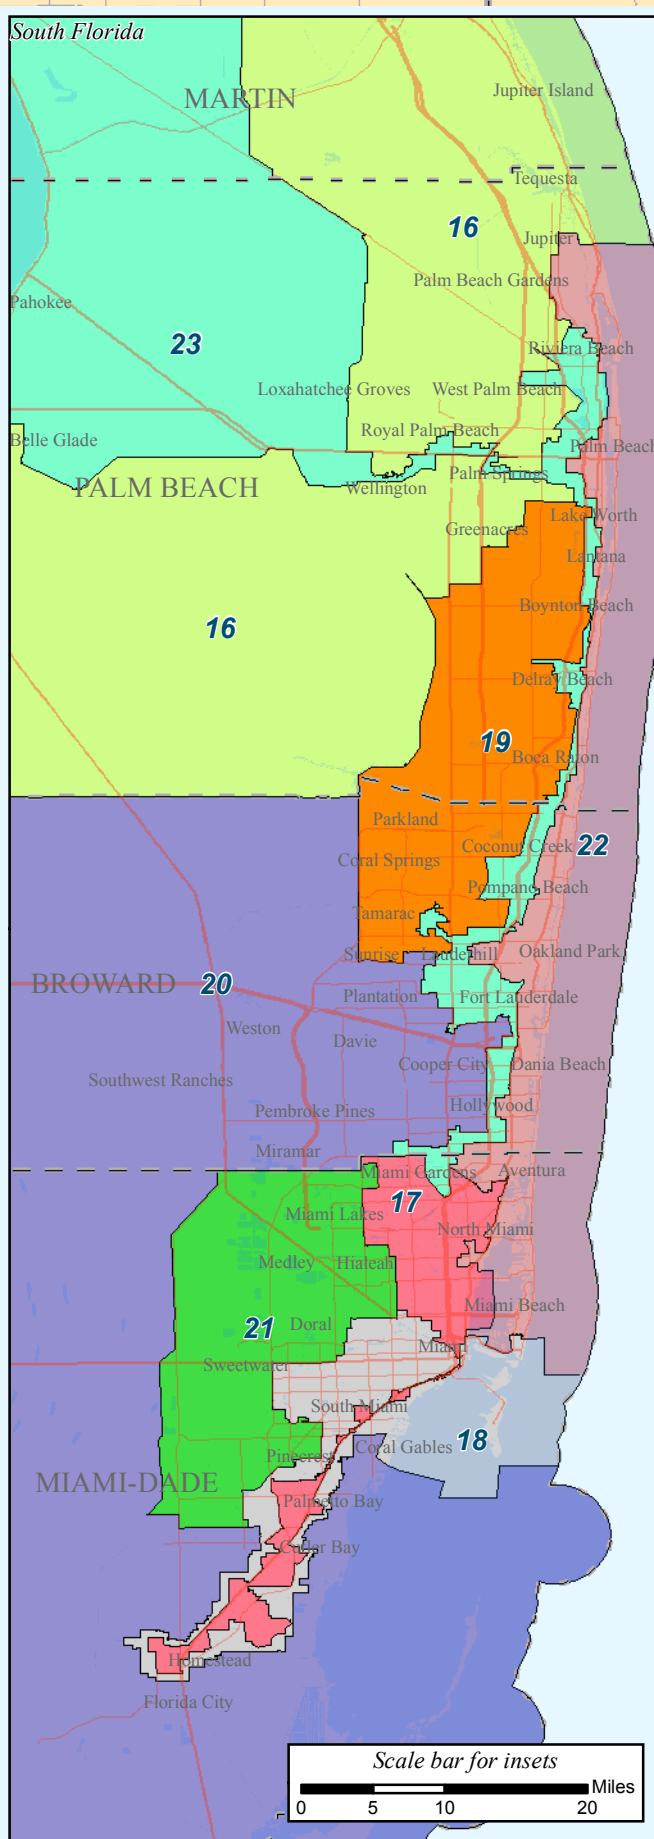 South Florida
Jupiter Island
MARTIN
Tequesta
16
Jupiter
Palm Beach Gardens
Pahokee
23
Riviera Beach
Loxahatchee Groves
West Palm Beach
Royal Palm Beach
Belle Glade
Palm Beach
Palm Springs
PALM BEACH
Wellington
Lake Worth
Greenacres
Lantana
Boynton Beach
16
Delray Beach
19
Boca Raton
Parkland
Coconut Creek
22
Coral Springs
Pompano Beach
Tamarac
Sunrise
Lauderhill
Oakland Park
BROWARD
20
Plantation
Fort Lauderdale
Weston
Davie
Cooper City
Dania Beach
Southwest Ranches
Hollywood
Pembroke Pines
Miramar
Miami Gardens
Aventura
17
Miami Lakes
North Miami
Medley
Hialeah
Miami Beach
21
Doral
Miami
Sweetwater
South Miami
Coral Gables
18
Pinecrest
MIAMI-DADE
Palmetto Bay
Cutler Bay
Homestead
Florida City
Scale bar for insets
Miles
0 5 10 20